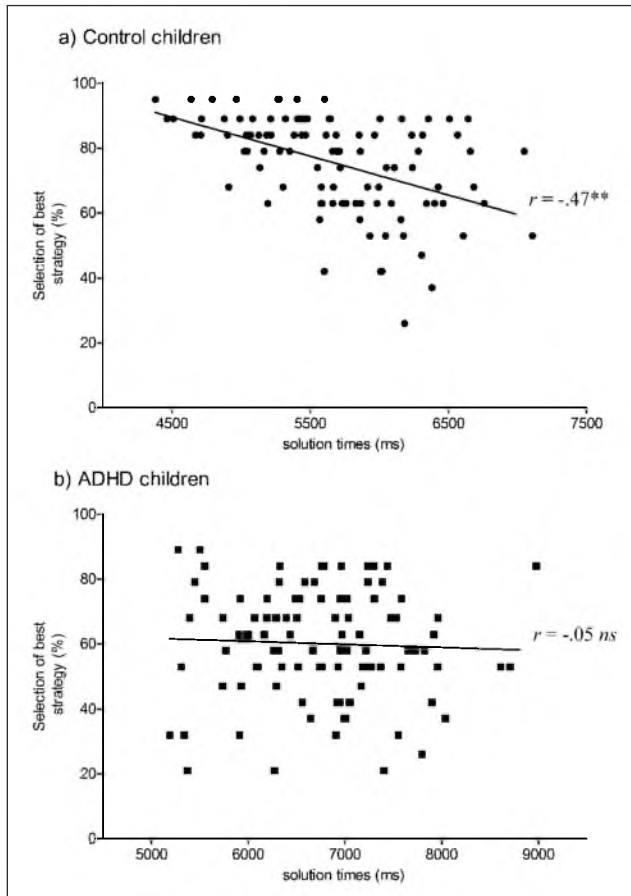 a) Control children
100
80
60
40
20
0
Selection of best
strategy (%)
r = -.47**
4500 5500 6500 7500
solution times (ms)
b) ADHD children
100
80
60
40
20
0
Selection of best
strategy (%)
r = -.05 ns
5000 6000 7000 8000 9000
solution times (ms)